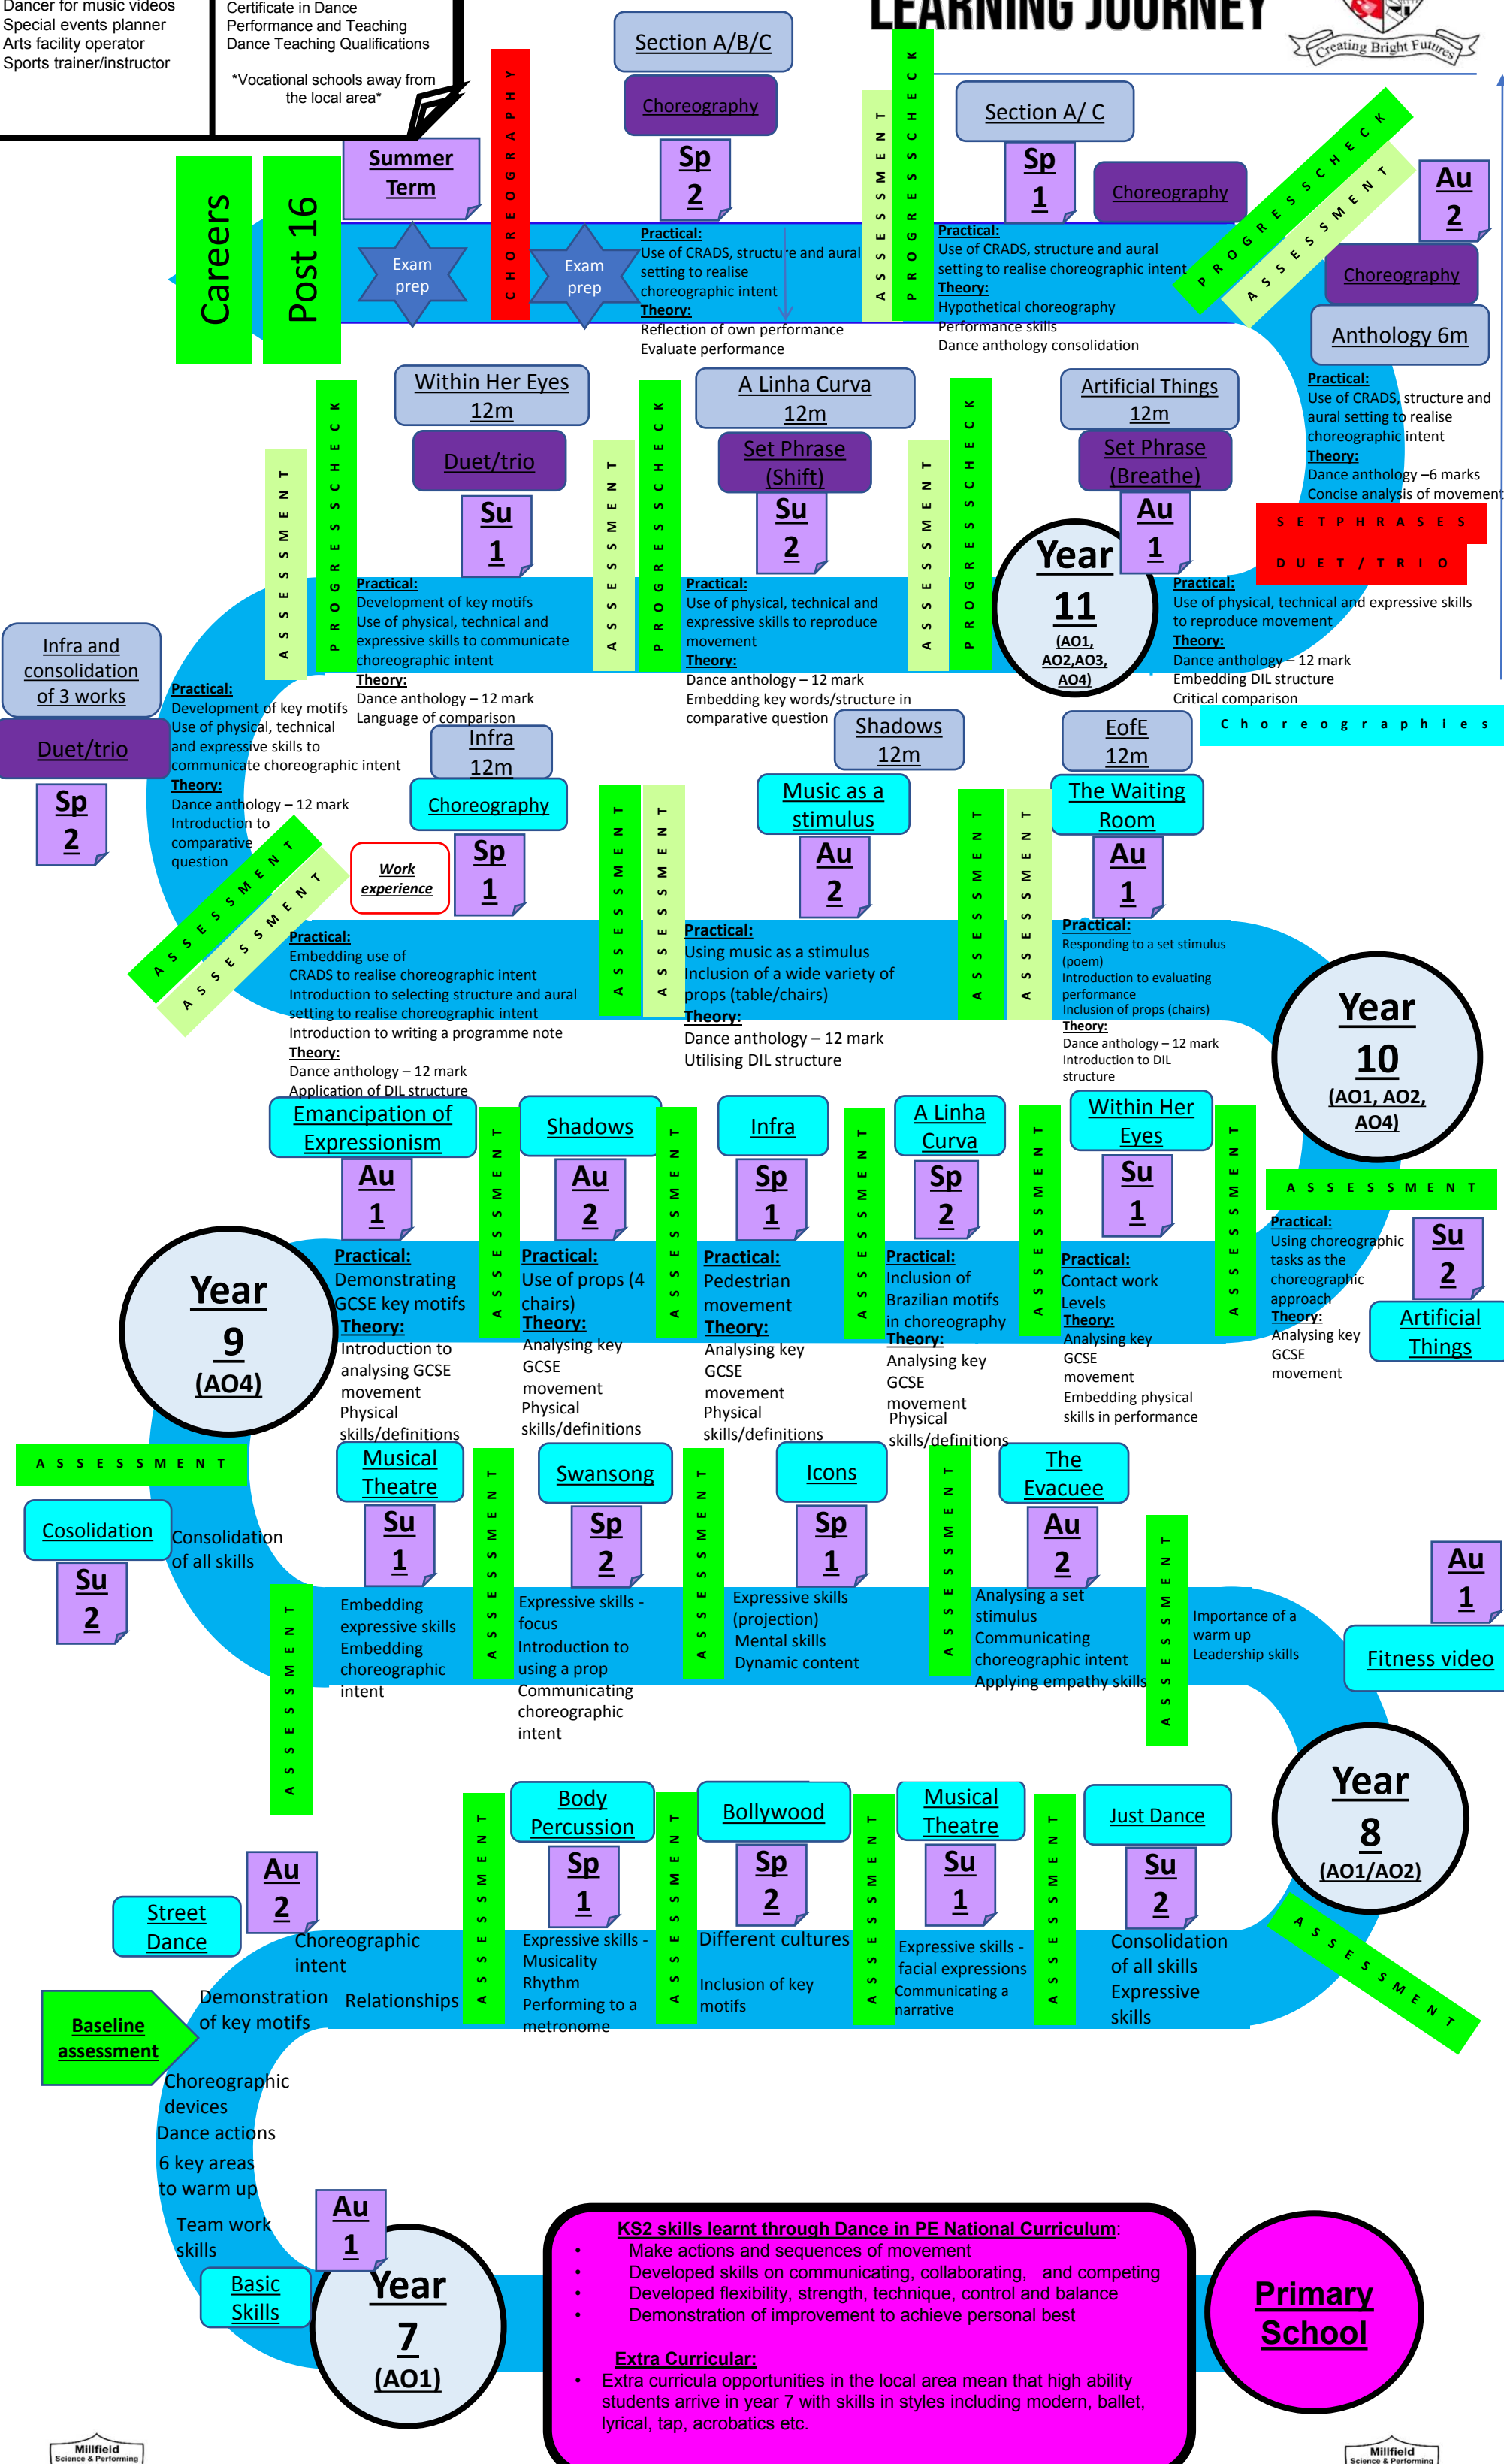 Dancer for music videos
Special events planner
Arts facility operator
Sports trainer/instructor
Certificate in Dance
Performance and Teaching
Dance Teaching Qualifications
*Vocational schools away from
the local area*
LEARNING JOURNEY
Creating Bright Futures
Careers
Post 16
Summer
Term
Exam
prep
CHOREOGRAPHY
Exam
prep
Section A/B/C
Choreography
Sp
2
Practical:
Use of CRADS, structure and aural
setting to realise
choreographic intent
Theory:
Reflection of own performance
Evaluate performance
ASSESSMENT
PROGRESSCHECK
Section A/ C
Sp
1
Choreography
Practical:
Use of CRADS, structure and aural
setting to realise choreographic intent
Theory:
Hypothetical choreography
Performance skills
Dance anthology consolidation
PROGRESSCHECK
ASSESSMENT
Au
2
Choreography
Anthology 6m
Practical:
Use of CRADS, structure and
aural setting to realise
choreographic intent
Theory:
Dance anthology –6 marks
Concise analysis of movement
SETPHRASES
DUET/TRIO
ASSESSMENT
PROGRESSCHECK
Within Her Eyes
12m
Duet/trio
Su
1
Practical:
Development of key motifs
Use of physical, technical and
expressive skills to communicate
choreographic intent
Theory:
Dance anthology – 12 mark
Language of comparison
ASSESSMENT
PROGRESSCHECK
A Linha Curva
12m
Set Phrase
(Shift)
Su
2
Practical:
Use of physical, technical and
expressive skills to reproduce
movement
Theory:
Dance anthology – 12 mark
Embedding key words/structure in
comparative question
ASSESSMENT
PROGRESSCHECK
Artificial Things
12m
Set Phrase
(Breathe)
Au
1
Year
11
(AO1,
AO2,AO3,
AO4)
Practical:
Use of physical, technical and expressive skills
to reproduce movement
Theory:
Dance anthology – 12 mark
Embedding DIL structure
Critical comparison
Choreographies
Infra and
consolidation
of 3 works
Duet/trio
Sp
2
Practical:
Development of key motifs
Use of physical, technical
and expressive skills to
communicate choreographic intent
Theory:
Dance anthology – 12 mark
Introduction to
comparative
question
ASSESSMENT
ASSESSMENT
Work
experience
Infra
12m
Choreography
Sp
1
Practical:
Embedding use of
CRADS to realise choreographic intent
Introduction to selecting structure and aural
setting to realise choreographic intent
Introduction to writing a programme note
Theory:
Dance anthology – 12 mark
Application of DIL structure
ASSESSMENT
ASSESSMENT
Shadows
12m
Music as a
stimulus
Au
2
Practical:
Using music as a stimulus
Inclusion of a wide variety of
props (table/chairs)
Theory:
Dance anthology – 12 mark
Utilising DIL structure
ASSESSMENT
ASSESSMENT
EofE
12m
The Waiting
Room
Au
1
Practical:
Responding to a set stimulus
(poem)
Introduction to evaluating
performance
Inclusion of props (chairs)
Theory:
Dance anthology – 12 mark
Introduction to DIL
structure
Year
10
(AO1, AO2,
AO4)
Emancipation of
Expressionism
Au
1
Practical:
Demonstrating
GCSE key motifs
Theory:
Introduction to
analysing GCSE
movement
Physical
skills/definitions
ASSESSMENT
Shadows
Au
2
Practical:
Use of props (4
chairs)
Theory:
Analysing key
GCSE
movement
Physical
skills/definitions
ASSESSMENT
Infra
Sp
1
Practical:
Pedestrian
movement
Theory:
Analysing key
GCSE
movement
Physical
skills/definitions
ASSESSMENT
A Linha
Curva
Sp
2
Practical:
Inclusion of
Brazilian motifs
in choreography
Theory:
Analysing key
GCSE
movement
Physical
skills/definitions
ASSESSMENT
Within Her
Eyes
Su
1
Practical:
Contact work
Levels
Theory:
Analysing key
GCSE
movement
Embedding physical
skills in performance
ASSESSMENT
ASSESSMENT
Practical:
Using choreographic
tasks as the
choreographic
approach
Theory:
Analysing key
GCSE
movement
Su
2
Artificial
Things
Year
9
(AO4)
ASSESSMENT
Cosolidation
Su
2
Consolidation
of all skills
ASSESSMENT
Musical
Theatre
Su
1
Embedding
expressive skills
Embedding
choreographic
intent
ASSESSMENT
Swansong
Sp
2
Expressive skills -
focus
Introduction to
using a prop
Communicating
choreographic
intent
ASSESSMENT
Icons
Sp
1
Expressive skills
(projection)
Mental skills
Dynamic content
ASSESSMENT
The
Evacuee
Au
2
Analysing a set
stimulus
Communicating
choreographic intent
Applying empathy skills
ASSESSMENT
Importance of a
warm up
Leadership skills
Au
1
Fitness video
Year
8
(AO1/AO2)
ASSESSMENT
Street
Dance
Au
2
Choreographic
intent
Demonstration
of key motifs
Relationships
ASSESSMENT
Body
Percussion
Sp
1
Expressive skills -
Musicality
Rhythm
Performing to a
metronome
ASSESSMENT
Bollywood
Sp
2
Different cultures
Inclusion of key
motifs
ASSESSMENT
Musical
Theatre
Su
1
Expressive skills -
facial expressions
Communicating a
narrative
ASSESSMENT
Just Dance
Su
2
Consolidation
of all skills
Expressive
skills
Baseline
assessment
Choreographic
devices
Dance actions
6 key areas
to warm up
Team work
skills
Basic
Skills
Au
1
Year
7
(AO1)
KS2 skills learnt through Dance in PE National Curriculum:
• Make actions and sequences of movement
• Developed skills on communicating, collaborating, and competing
• Developed flexibility, strength, technique, control and balance
• Demonstration of improvement to achieve personal best
Extra Curricular:
• Extra curricula opportunities in the local area mean that high ability
students arrive in year 7 with skills in styles including modern, ballet,
lyrical, tap, acrobatics etc.
Primary
School
Millfield
Science & Performing
Millfield
Science & Performing